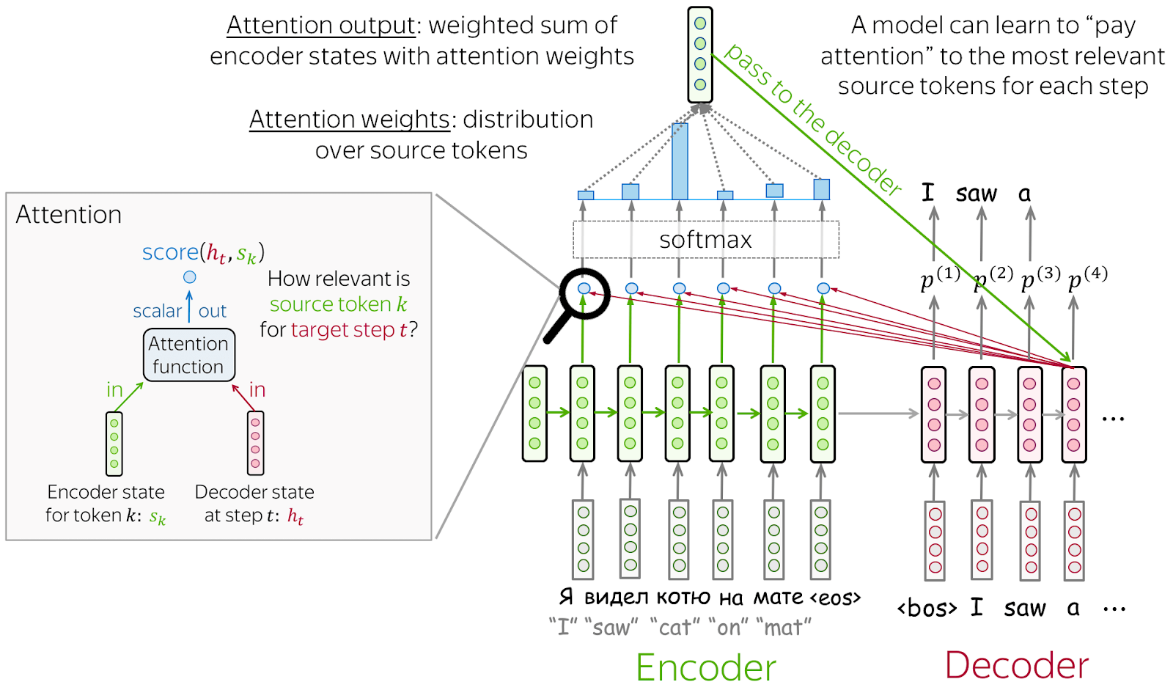 Attention output: weighted sum of
encoder states with attention weights
A model can learn to “pay
attention” to the most relevant
source tokens for each step
pass to the decoder
Attention weights: distribution
over source tokens
Attention
score(hₜ, sₖ)
How relevant is
source token k
for target step t?
scalar out
Attention
function
in in
Encoder state
for token k: sₖ
Decoder state
at step t: hₜ
softmax
I saw a
p⁽¹⁾ p⁽²⁾ p⁽³⁾ p⁽⁴⁾
...
Я видел котю на мате <eos>
“I” “saw” “cat” “on” “mat”
<bos> I saw a ...
Encoder
Decoder